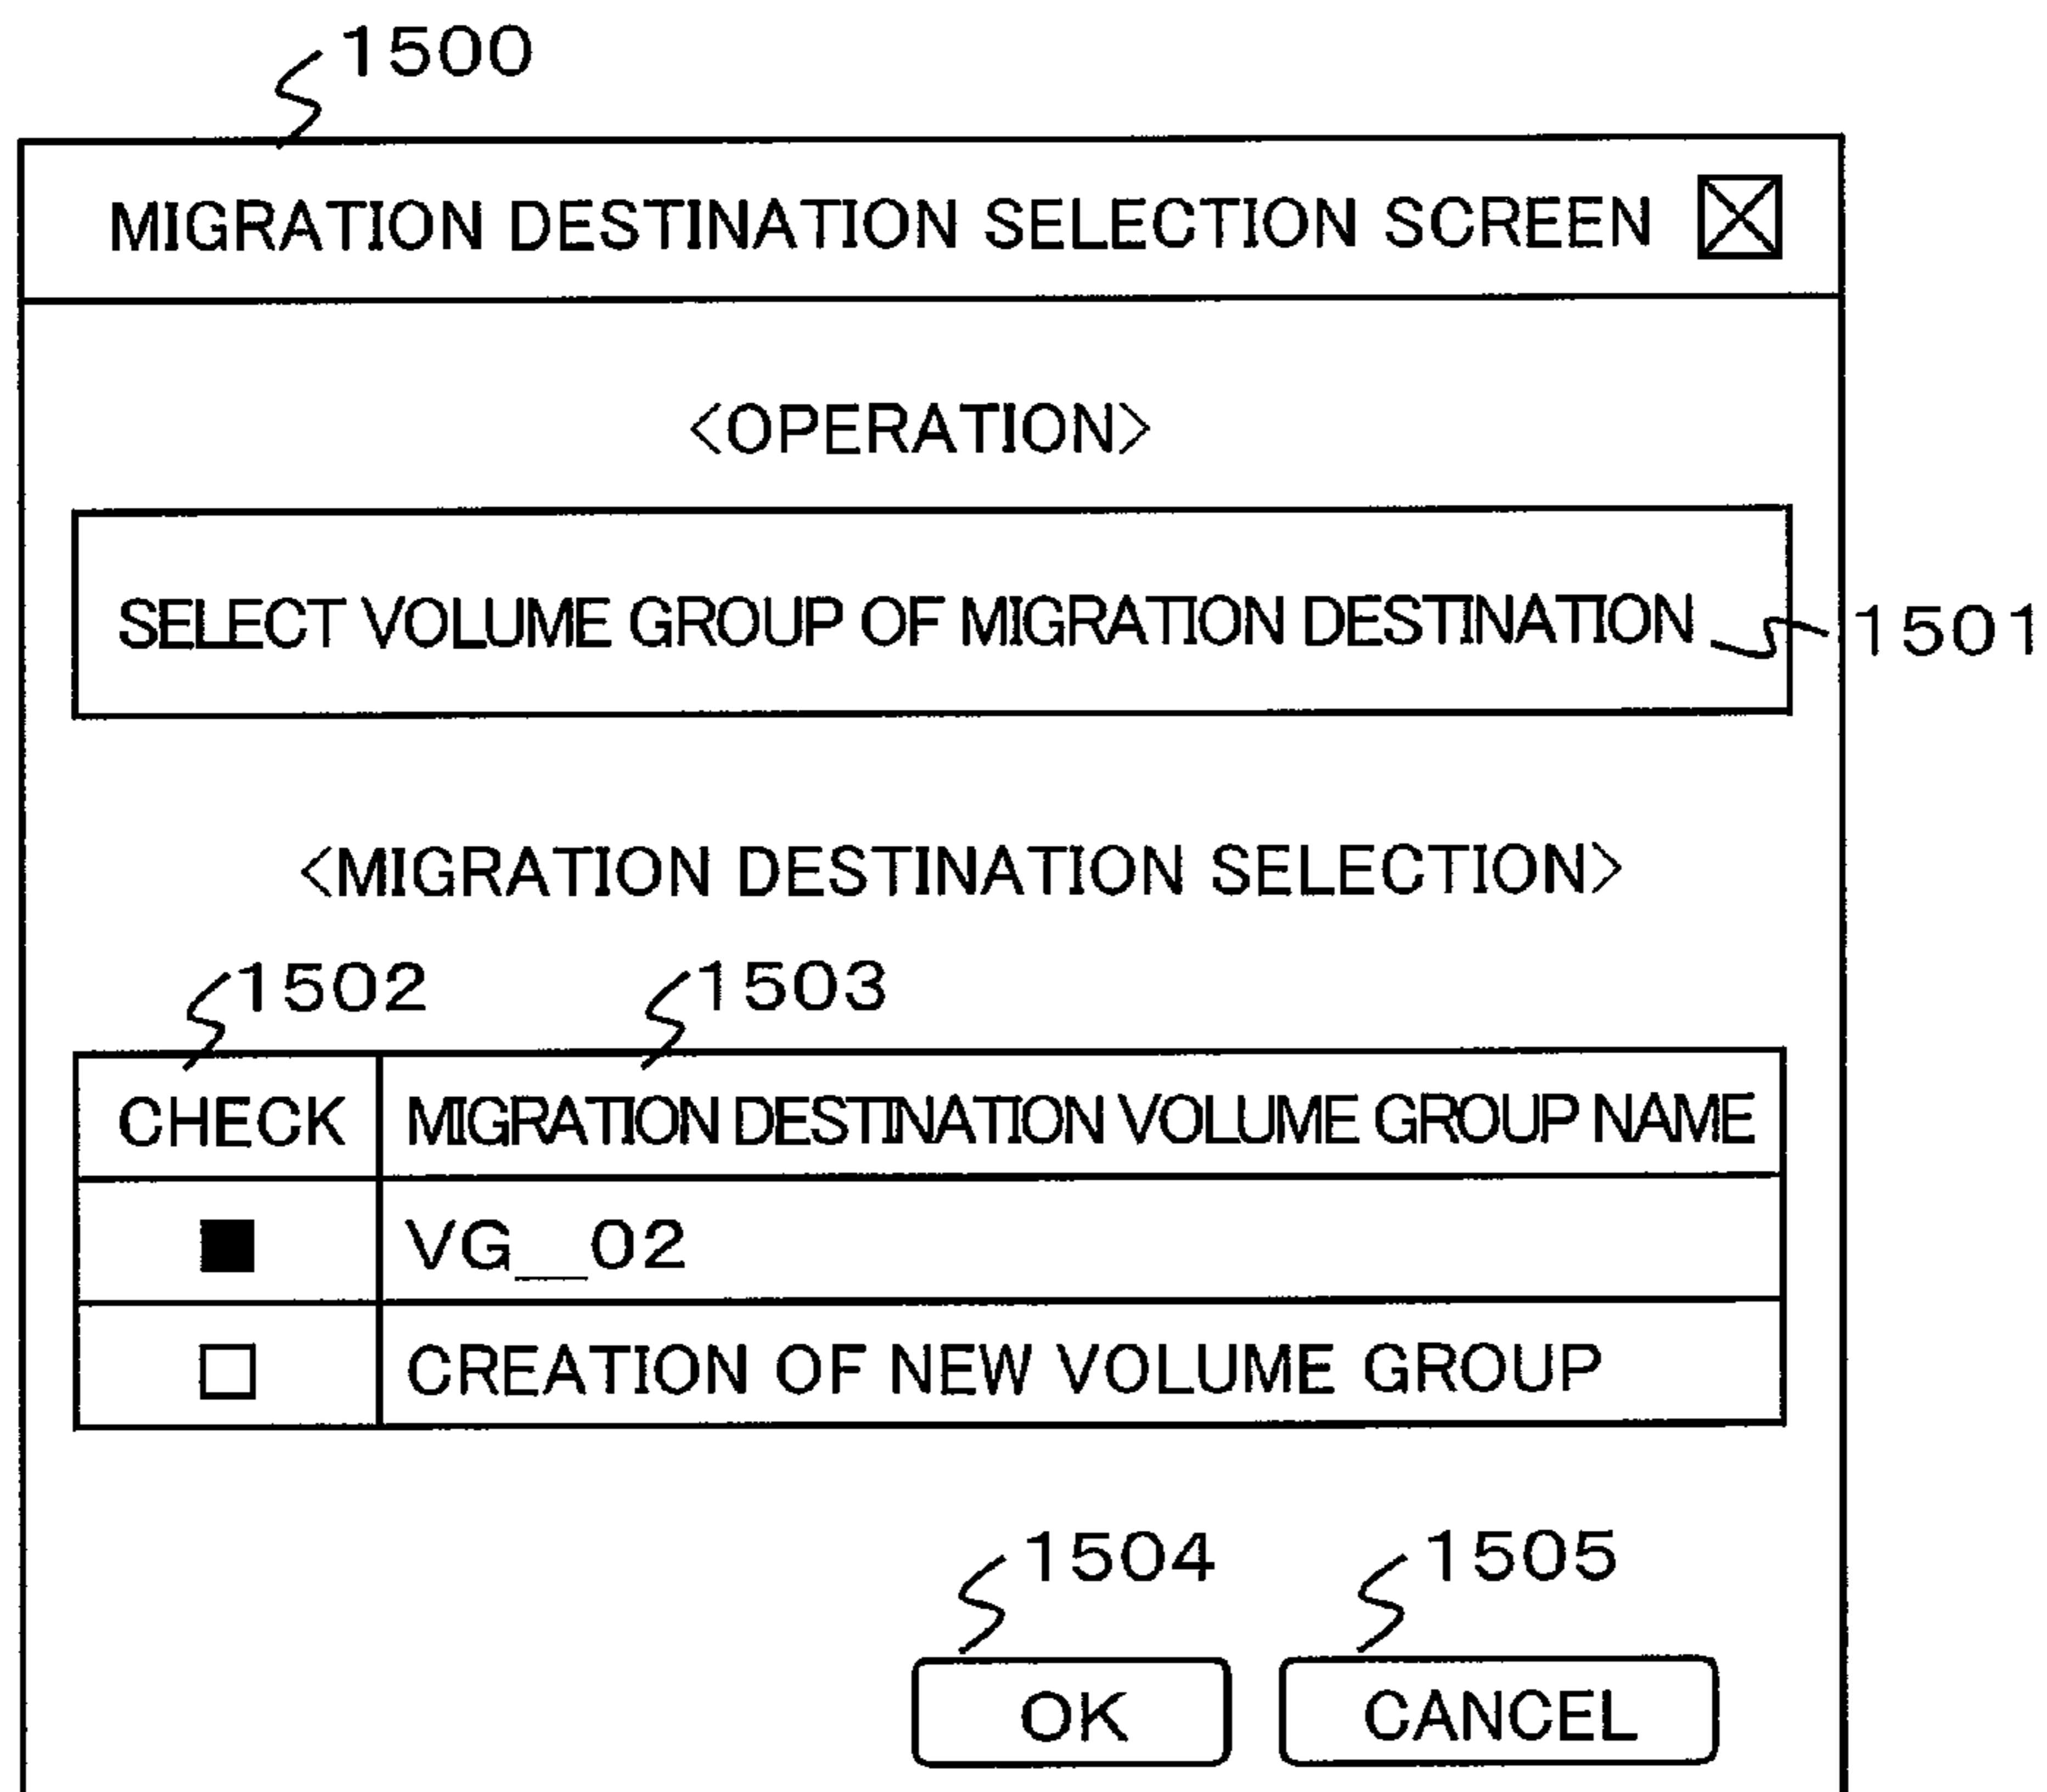 1500
MIGRATION DESTINATION SELECTION SCREEN
<OPERATION>
SELECT VOLUME GROUP OF MIGRATION DESTINATION
1501
<MIGRATION DESTINATION SELECTION>
1502 1503
CHECK MIGRATION DESTINATION VOLUME GROUP NAME
VG__02
CREATION OF NEW VOLUME GROUP
1504 1505
OK CANCEL